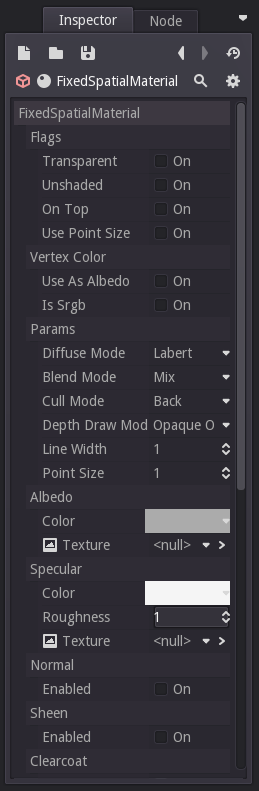 Inspector Node
FixedSpatialMaterial
FixedSpatialMaterial
Flags
Transparent On
Unshaded On
On Top On
Use Point Size On
Vertex Color
Use As Albedo On
Is Srgb On
Params
Diffuse Mode Labert
Blend Mode Mix
Cull Mode Back
Depth Draw Mod Opaque O
Line Width 1
Point Size 1
Albedo
Color
Texture <null>
Specular
Color
Roughness 1
Texture <null>
Normal
Enabled On
Sheen
Enabled On
Clearcoat